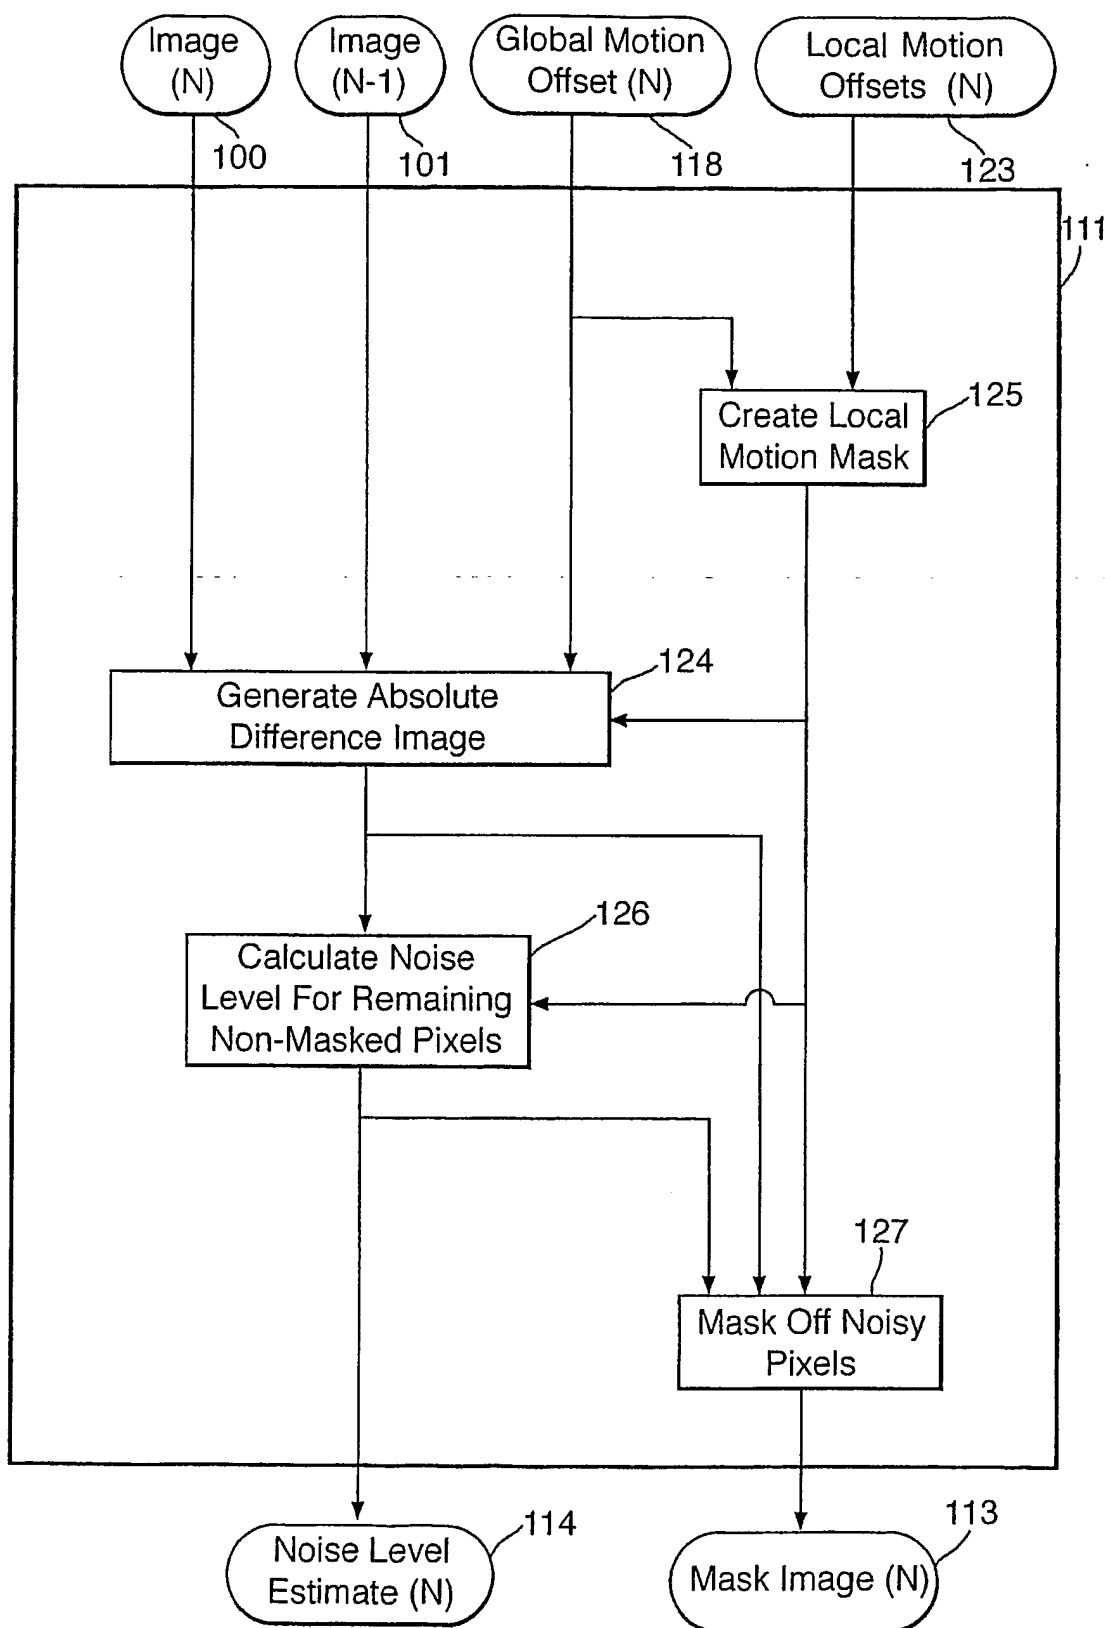 Image
(N)
Image
(N-1)
Global Motion
Offset (N)
Local Motion
Offsets (N)
100
101
118
123
111
Create Local
Motion Mask
125
Generate Absolute
Difference Image
124
Calculate Noise
Level For Remaining
Non-Masked Pixels
126
127
Mask Off Noisy
Pixels
Noise Level
Estimate (N)
114
Mask Image (N)
113